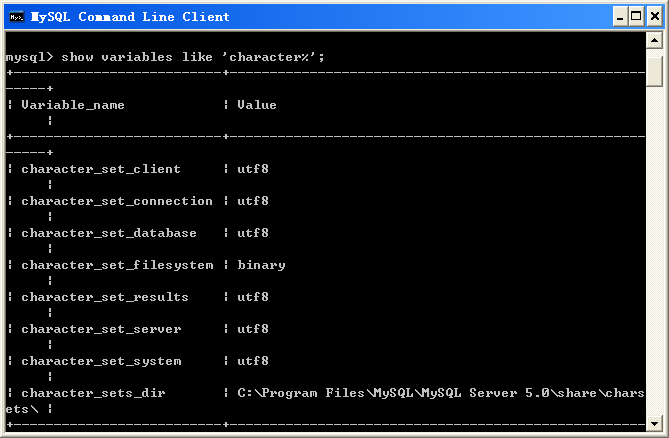 MySQL Command Line Client
mysql> show variables like 'character%';
+--------------------------+----------------------------------------------------
-----+
| Variable_name            | Value
     |
+--------------------------+----------------------------------------------------
-----+
| character_set_client     | utf8
     |
| character_set_connection | utf8
     |
| character_set_database   | utf8
     |
| character_set_filesystem | binary
     |
| character_set_results    | utf8
     |
| character_set_server     | utf8
     |
| character_set_system     | utf8
     |
| character_sets_dir       | C:\Program Files\MySQL\MySQL Server 5.0\share\chars
ets\ |
+--------------------------+----------------------------------------------------